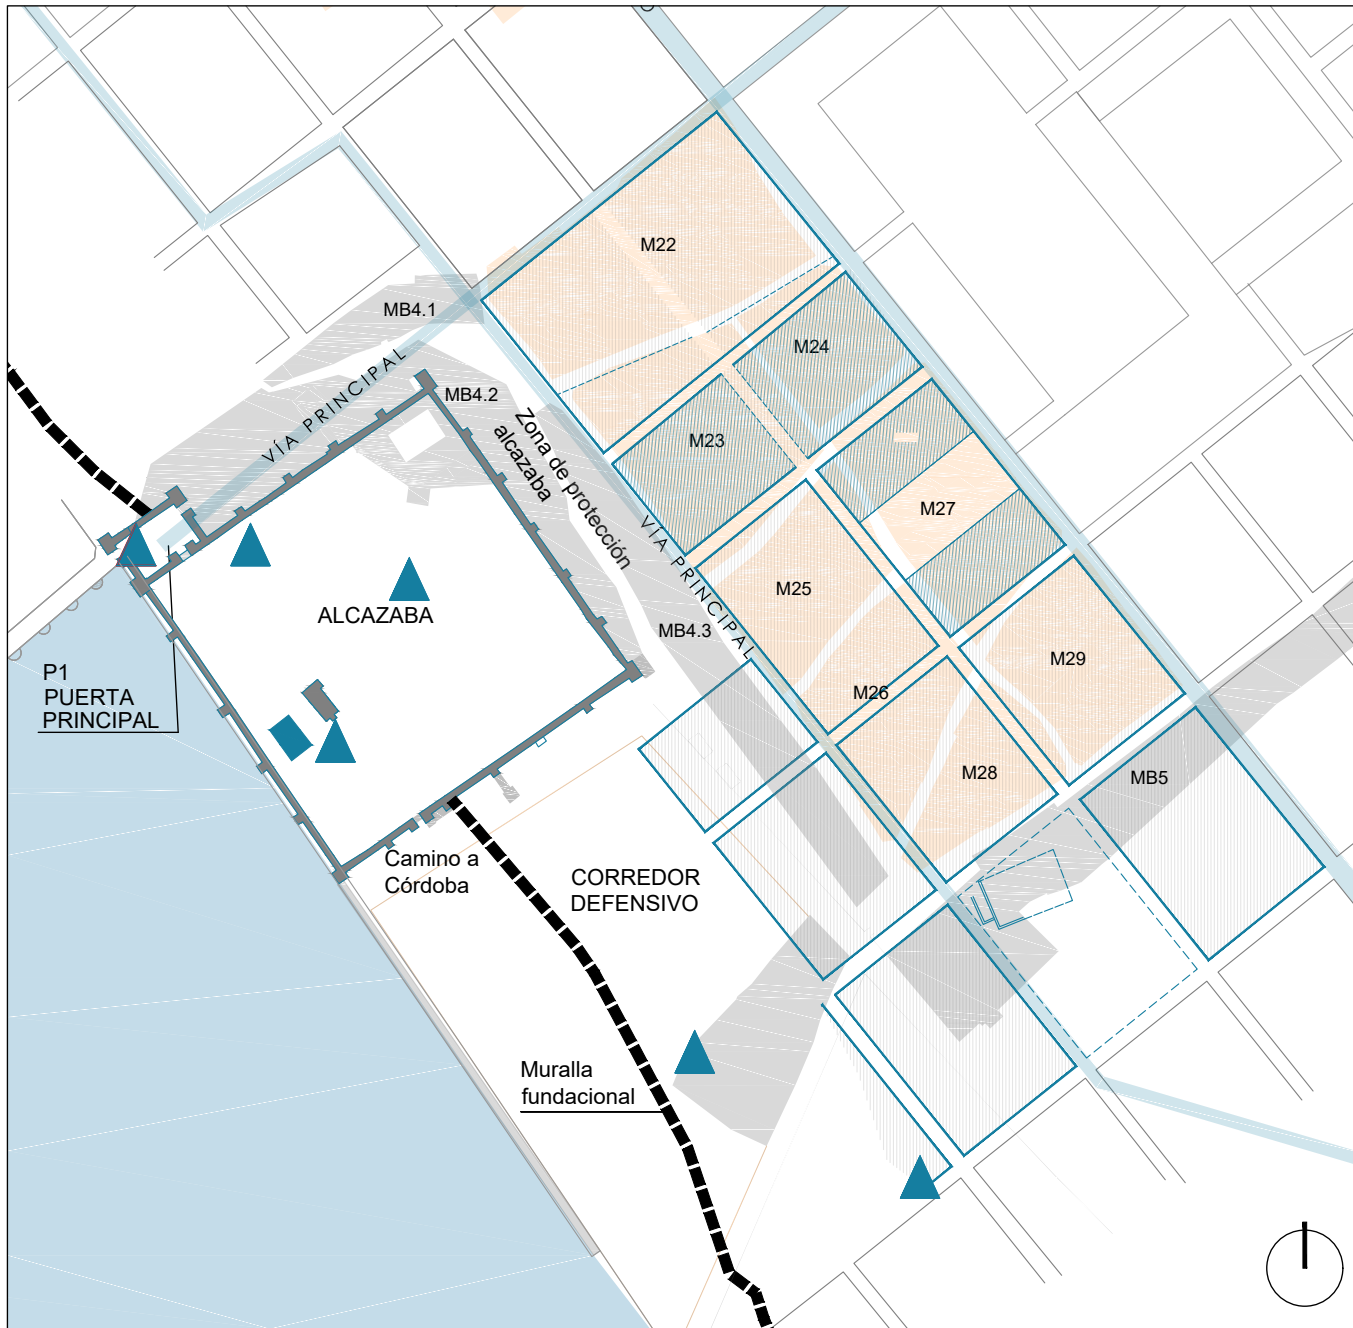 M22
MB4.1
M24
VÍA PRINCIPAL
MB4.2
Zona de protección
alcazaba
M23
M27
VÍA PRINCIPAL
M25
ALCAZABA
MB4.3
M29
P1
PUERTA
PRINCIPAL
M26
M28
MB5
Camino a
Córdoba
CORREDOR
DEFENSIVO
Muralla
fundacional